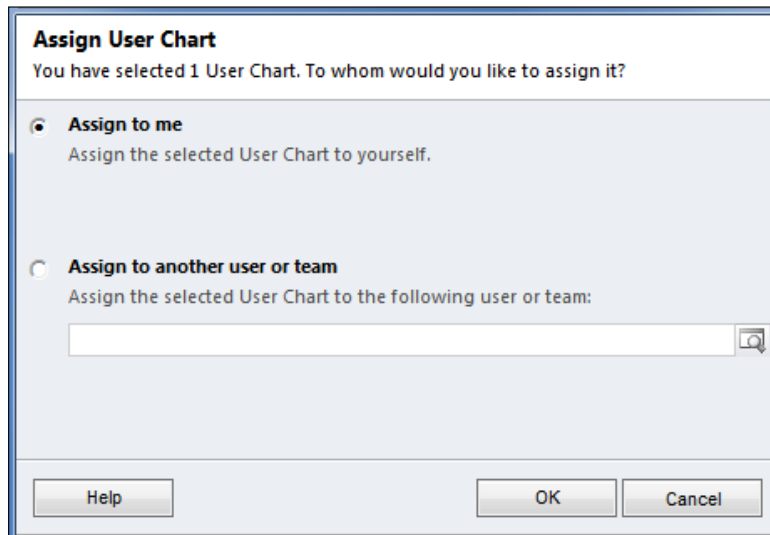 Assign User Chart
You have selected 1 User Chart. To whom would you like to assign it?
Assign to me
Assign the selected User Chart to yourself.
Assign to another user or team
Assign the selected User Chart to the following user or team:
Help
OK
Cancel